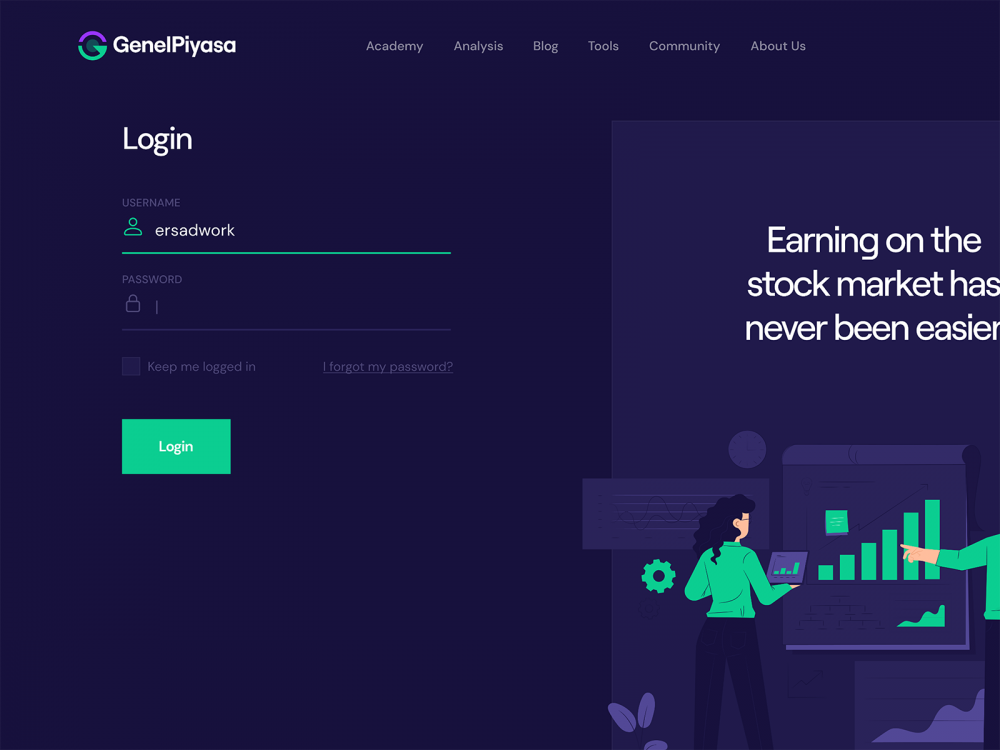 GenelPiyasa
Academy Analysis Blog Tools Community About Us
Login
USERNAME
ersadwork
PASSWORD
Keep me logged in I forgot my password?
Login
Earning on the
stock market has
never been easier